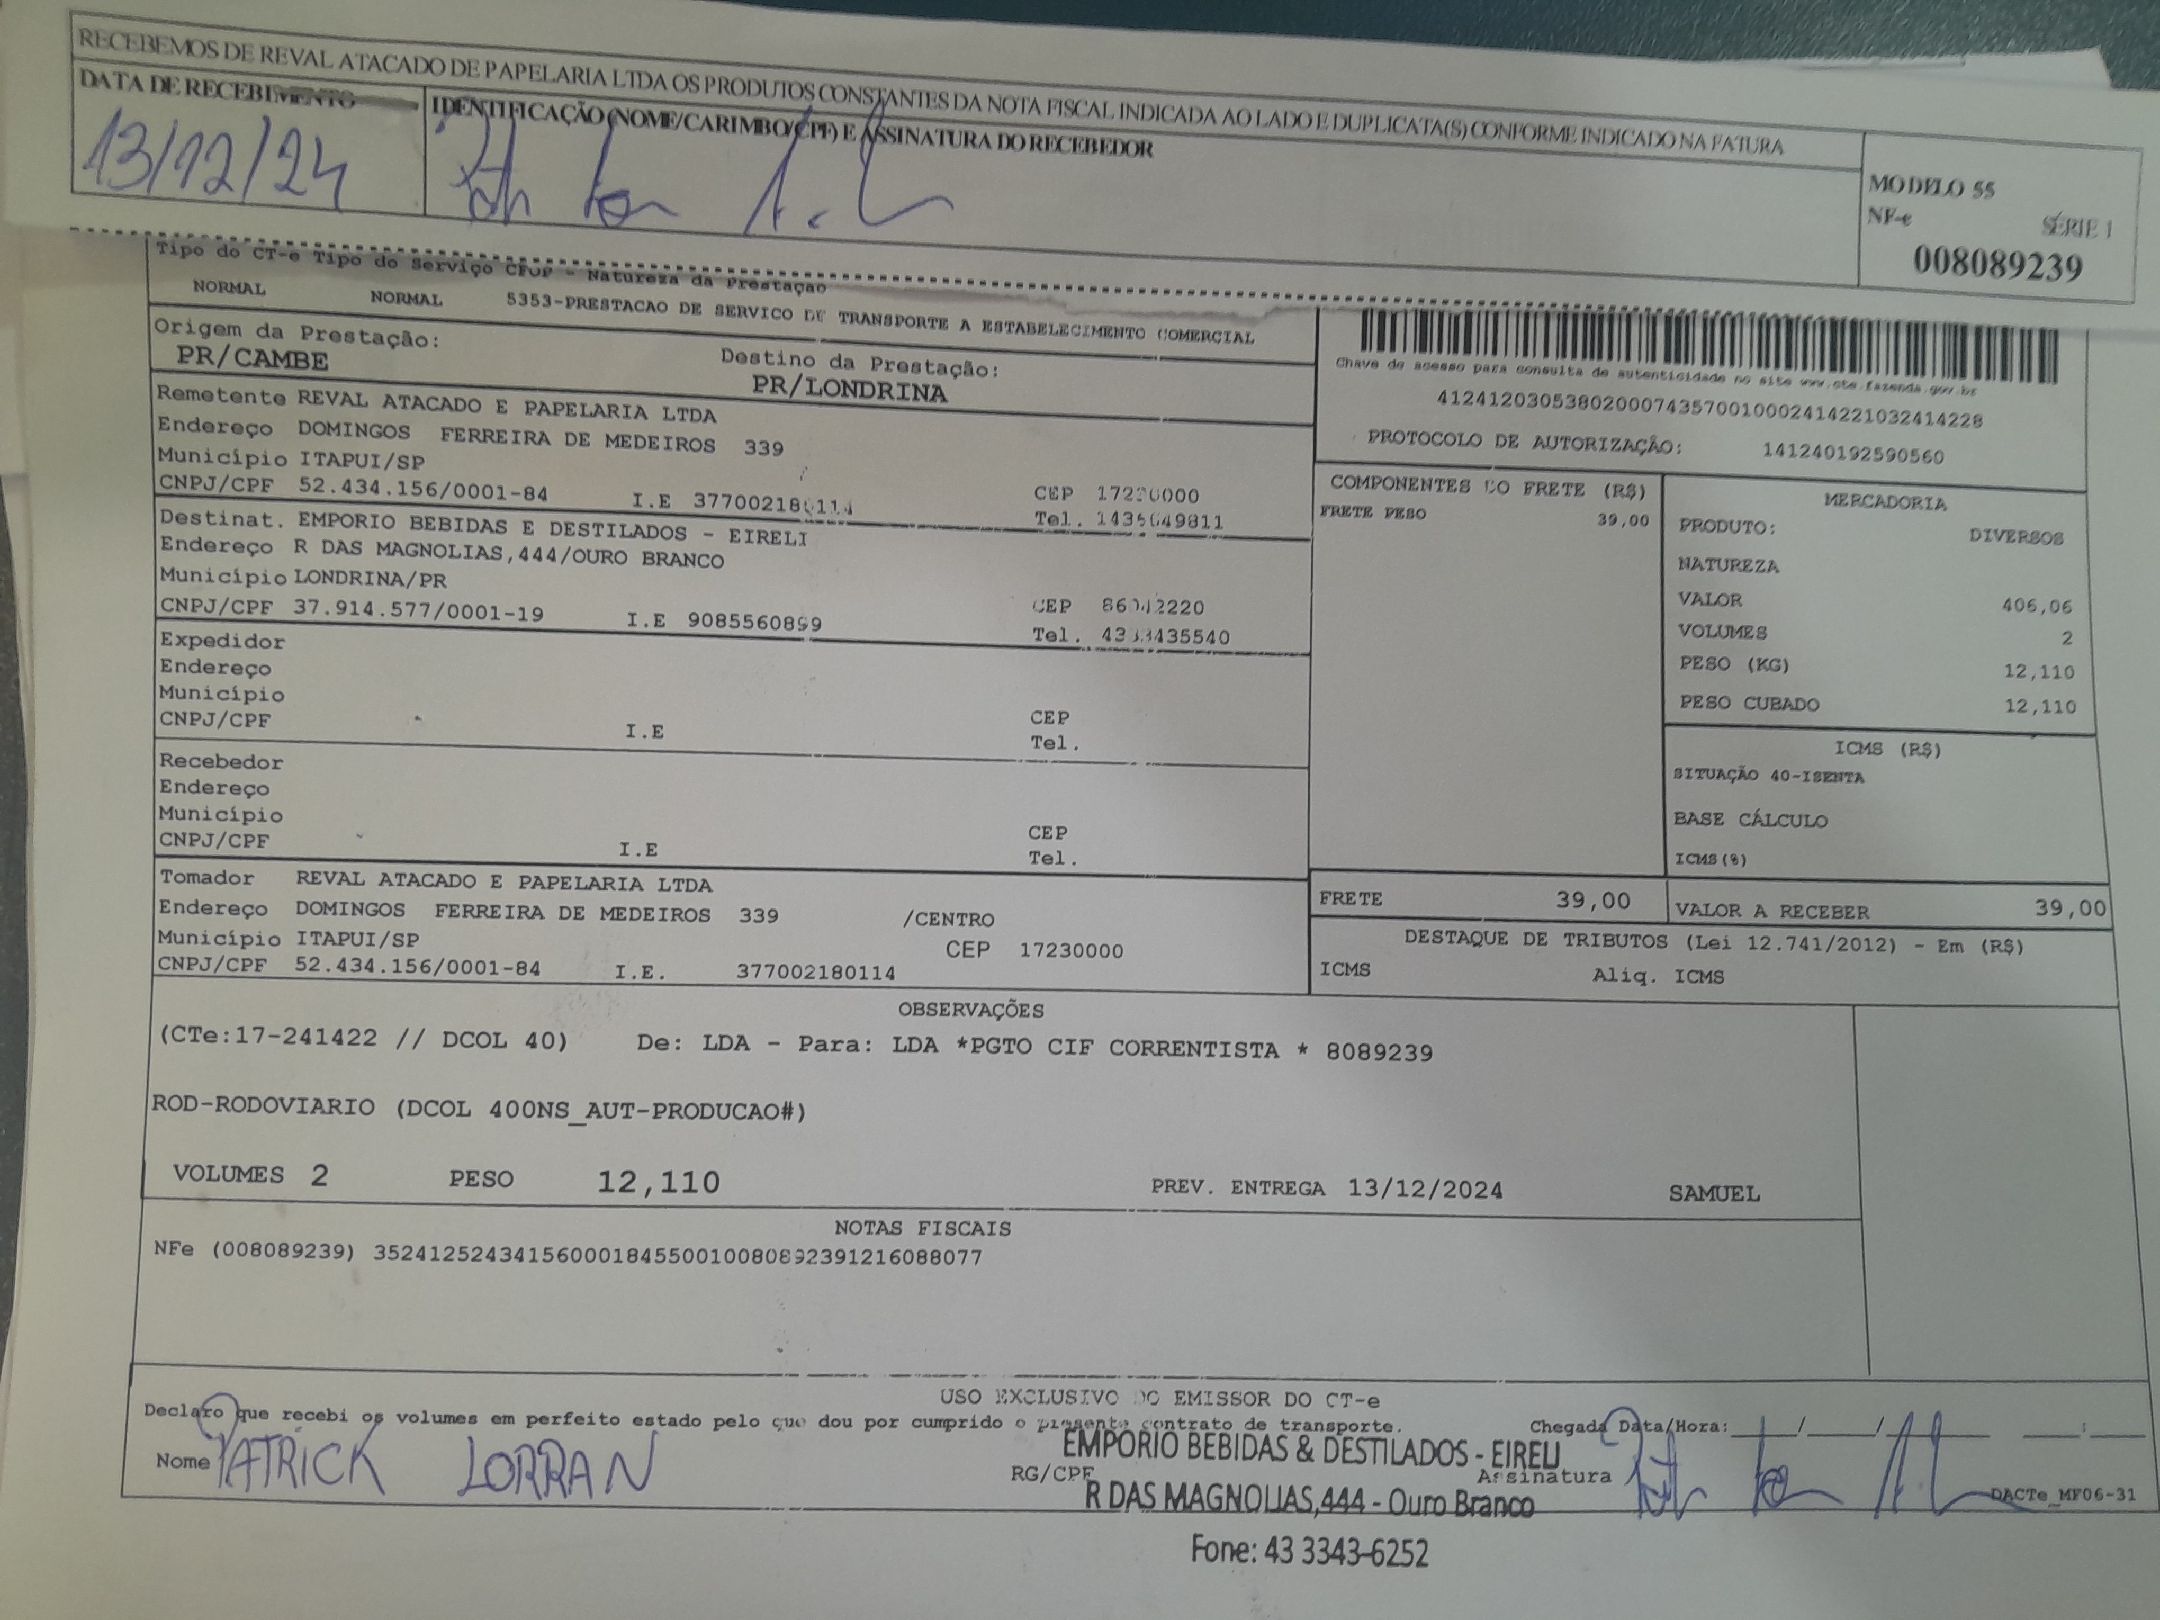 RECEBEMOS DE REVAL ATACADO DE PAPELARIA LTDA OS PRODUTOS CONSTANTES DA NOTA FISCAL INDICADA AO LADO E DUPLICATA(S) CONFORME INDICADO NA FATURA
DATA DE RECEBIMENTO
IDENTIFICAÇÃO (NOME/CARIMBO/CPF) E ASSINATURA DO RECEBEDOR
13/12/24
MODELO 55
NF-e SÉRIE 1
008089239
Tipo do CT-e Tipo do Serviço CFOP - Natureza da Prestação
NORMAL NORMAL 5353-PRESTACAO DE SERVICO DE TRANSPORTE A ESTABELECIMENTO COMERCIAL
Origem da Prestação: Destino da Prestação:
PR/CAMBE PR/LONDRINA
Chave de acesso para consulta de autenticidade no site www.cte.fazenda.gov.br
41241203053802000743570010002414221032414228
PROTOCOLO DE AUTORIZAÇÃO: 141240192590560
Remetente REVAL ATACADO E PAPELARIA LTDA
Endereço DOMINGOS FERREIRA DE MEDEIROS 339
Município ITAPUI/SP CEP 17230000
CNPJ/CPF 52.434.156/0001-84 I.E 377002180114 Tel.
Destinat. EMPORIO BEBIDAS E DESTILADOS - EIRELI
Endereço R DAS MAGNOLIAS,444/OURO BRANCO
Município LONDRINA/PR CEP 86042220
CNPJ/CPF 37.914.577/0001-19 I.E 9085560899 Tel. 4333435540
Expedidor
Endereço
Município CEP
CNPJ/CPF I.E Tel.
Recebedor
Endereço
Município CEP
CNPJ/CPF I.E Tel.
Tomador REVAL ATACADO E PAPELARIA LTDA
Endereço DOMINGOS FERREIRA DE MEDEIROS 339 /CENTRO
Município ITAPUI/SP CEP 17230000
CNPJ/CPF 52.434.156/0001-84 I.E. 377002180114
COMPONENTES DO FRETE (R$)
FRETE PESO 39,00
MERCADORIA
PRODUTO: DIVERSOS
NATUREZA
VALOR 406,06
VOLUMES 2
PESO (KG) 12,110
PESO CUBADO 12,110
ICMS (R$)
SITUAÇÃO 40-ISENTA
BASE CÁLCULO
ICMS(%)
FRETE 39,00 VALOR A RECEBER 39,00
DESTAQUE DE TRIBUTOS (Lei 12.741/2012) - Em (R$)
ICMS Aliq. ICMS
OBSERVAÇÕES
(CTe:17-241422 // DCOL 40) De: LDA - Para: LDA *PGTO CIF CORRENTISTA * 8089239
ROD-RODOVIARIO (DCOL 400NS_AUT-PRODUCAO#)
VOLUMES 2 PESO 12,110 PREV. ENTREGA 13/12/2024 SAMUEL
NOTAS FISCAIS
NFe (008089239) 35241252434156000184550010080892391216088077
USO EXCLUSIVO DO EMISSOR DO CT-e
Declaro que recebi os volumes em perfeito estado pelo que dou por cumprido o presente contrato de transporte. Chegada Data/Hora: ___/___/___ ___:___
Nome PATRICK LORRAN RG/CPF Assinatura
EMPORIO BEBIDAS & DESTILADOS - EIRELI
R DAS MAGNOLIAS,444 - Ouro Branco
Fone: 43 3343-6252
DACTe_MF06-31